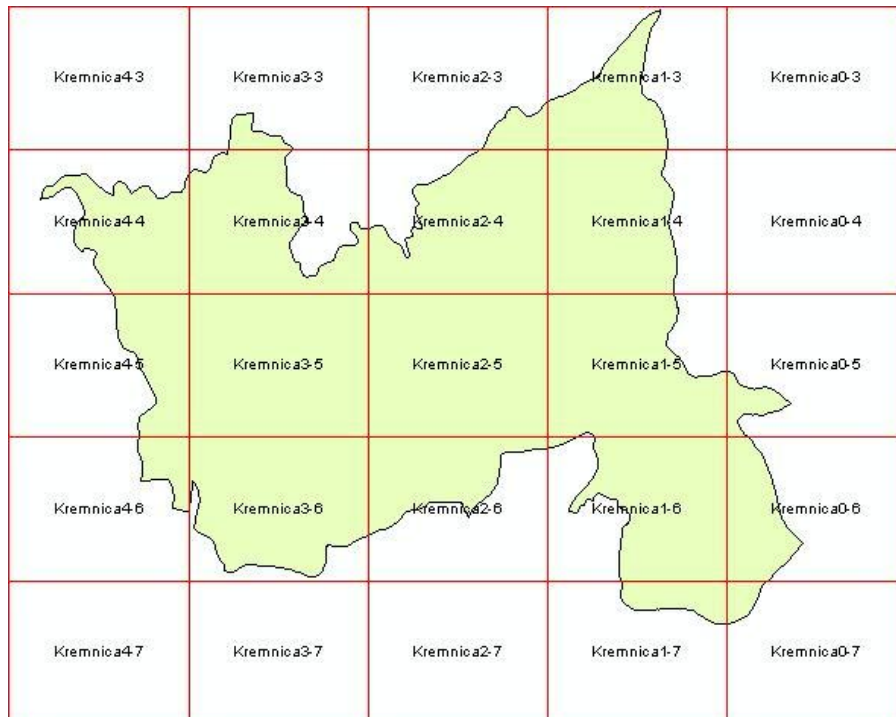 Kremnica4-3 Kremnica3-3 Kremnica2-3 Kremnica1-3 Kremnica0-3
Kremnica4-4 Kremnica3-4 Kremnica2-4 Kremnica1-4 Kremnica0-4
Kremnica4-5 Kremnica3-5 Kremnica2-5 Kremnica1-5 Kremnica0-5
Kremnica4-6 Kremnica3-6 Kremnica2-6 Kremnica1-6 Kremnica0-6
Kremnica4-7 Kremnica3-7 Kremnica2-7 Kremnica1-7 Kremnica0-7